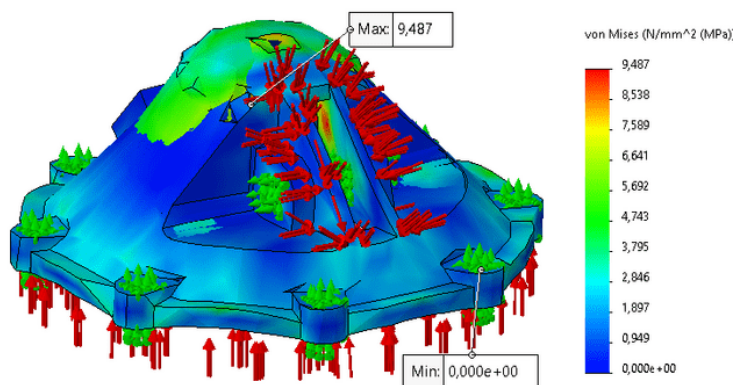 Max: 9,487
von Mises (N/mm^2 (MPa))
9,487
8,538
7,589
6,641
5,692
4,743
3,795
2,846
1,897
0,949
0,000e+00
Min: 0,000e+00